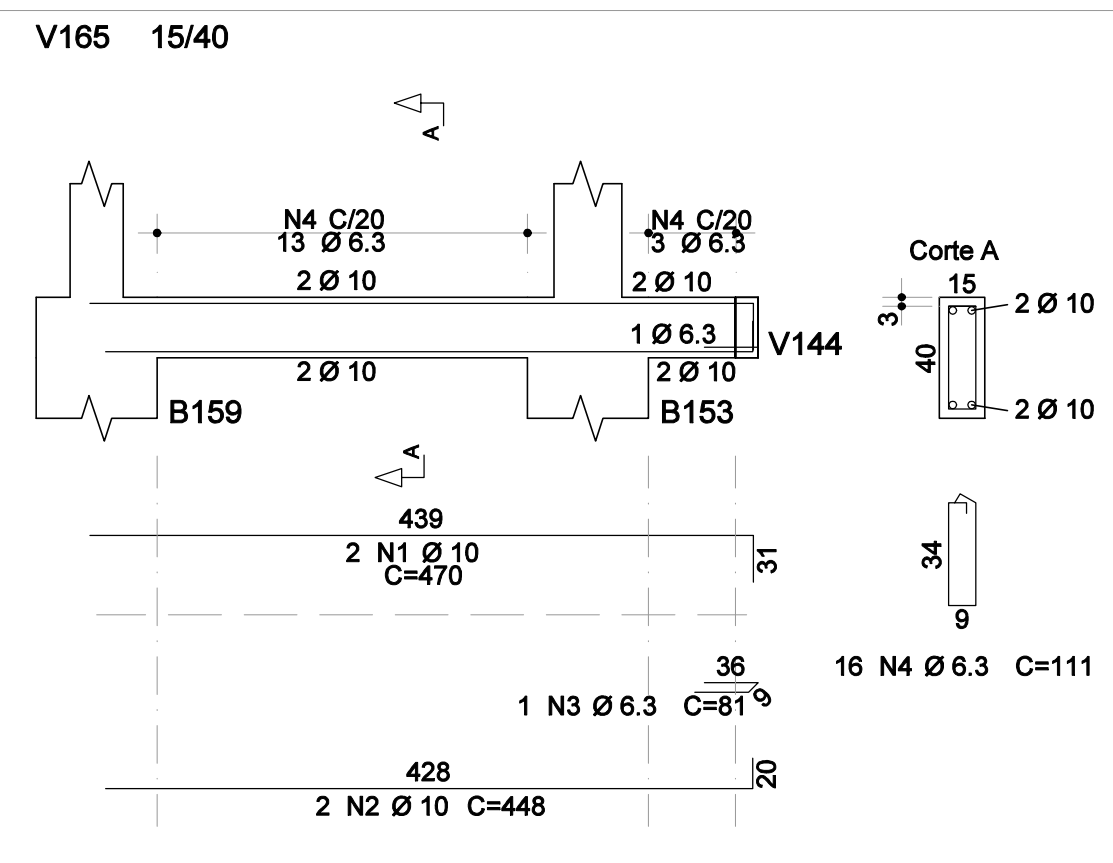 V165 15/40
A
N4 C/20
13 Ø 6.3
2 Ø 10
N4 C/20
3 Ø 6.3
2 Ø 10
1 Ø 6.3
V144
2 Ø 10
2 Ø 10
B159
B153
Corte A
15
3
40
2 Ø 10
2 Ø 10
A
439
2 N1 Ø 10
C=470
31
34
9
16 N4 Ø 6.3 C=111
36
9
1 N3 Ø 6.3 C=81
428
20
2 N2 Ø 10 C=448